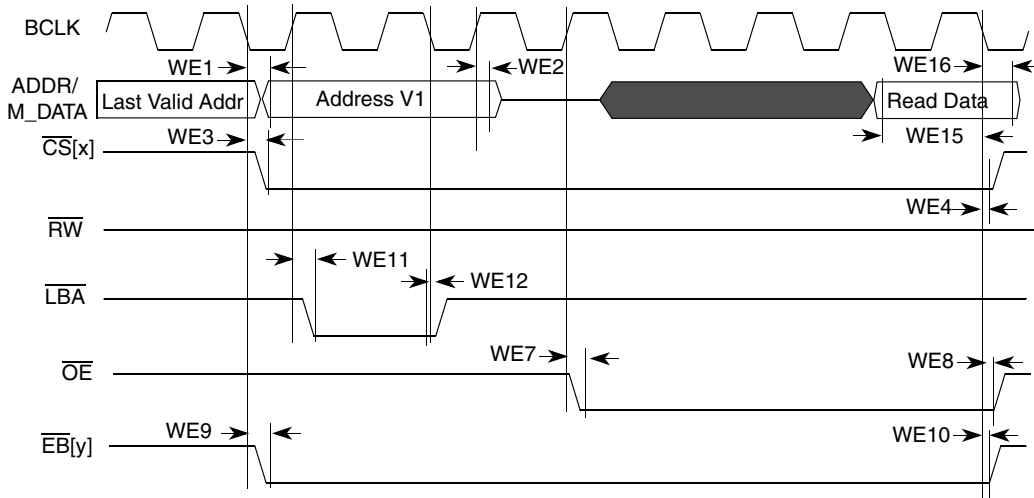 BCLK
WE1
WE2
WE16
ADDR/
M_DATA
Last Valid Addr
Address V1
Read Data
WE3
WE15
CS[x]
WE4
RW
WE11
WE12
LBA
WE7
WE8
OE
WE9
WE10
EB[y]